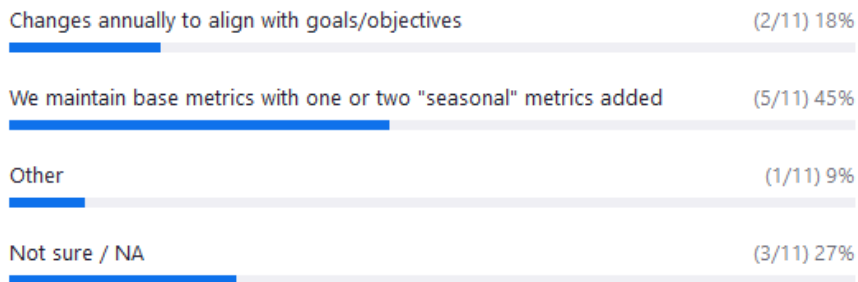 Changes annually to align with goals/objectives (2/11) 18%
We maintain base metrics with one or two "seasonal" metrics added (5/11) 45%
Other (1/11) 9%
Not sure / NA (3/11) 27%